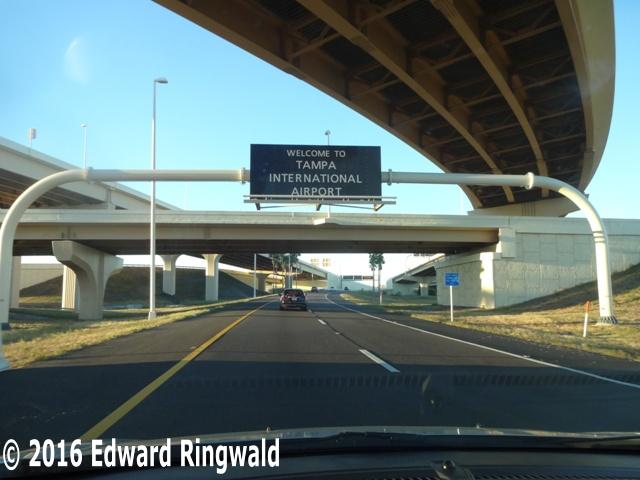 WELCOME TO
TAMPA
INTERNATIONAL
AIRPORT
© 2016 Edward Ringwald